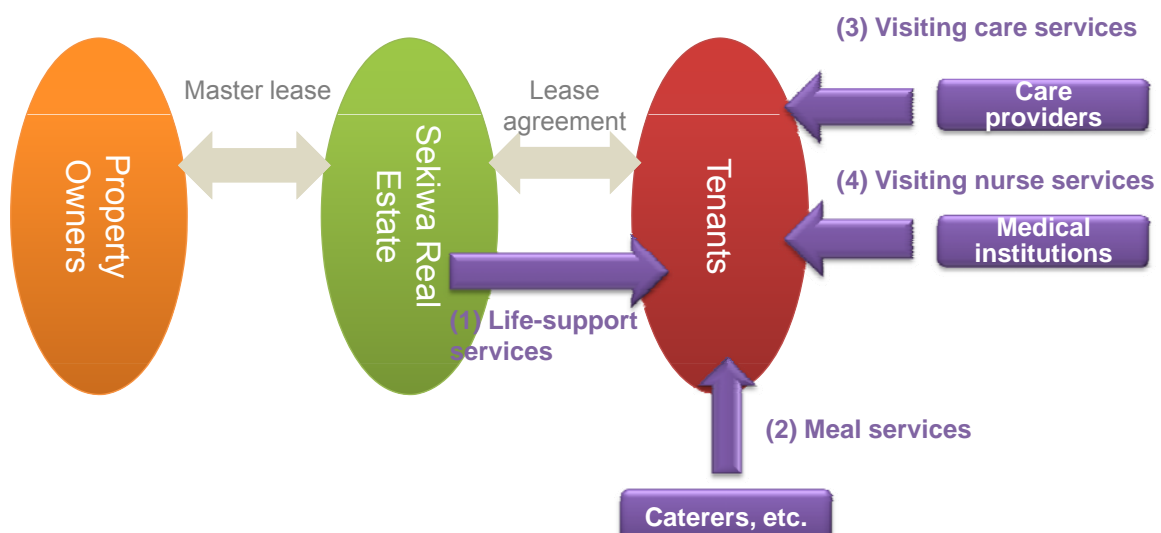 (3) Visiting care services
Master lease
Lease
agreement
Care
providers
Property
Owners
Sekiwa Real
Estate
Tenants
(4) Visiting nurse services
Medical
institutions
(1) Life-support
services
(2) Meal services
Caterers, etc.